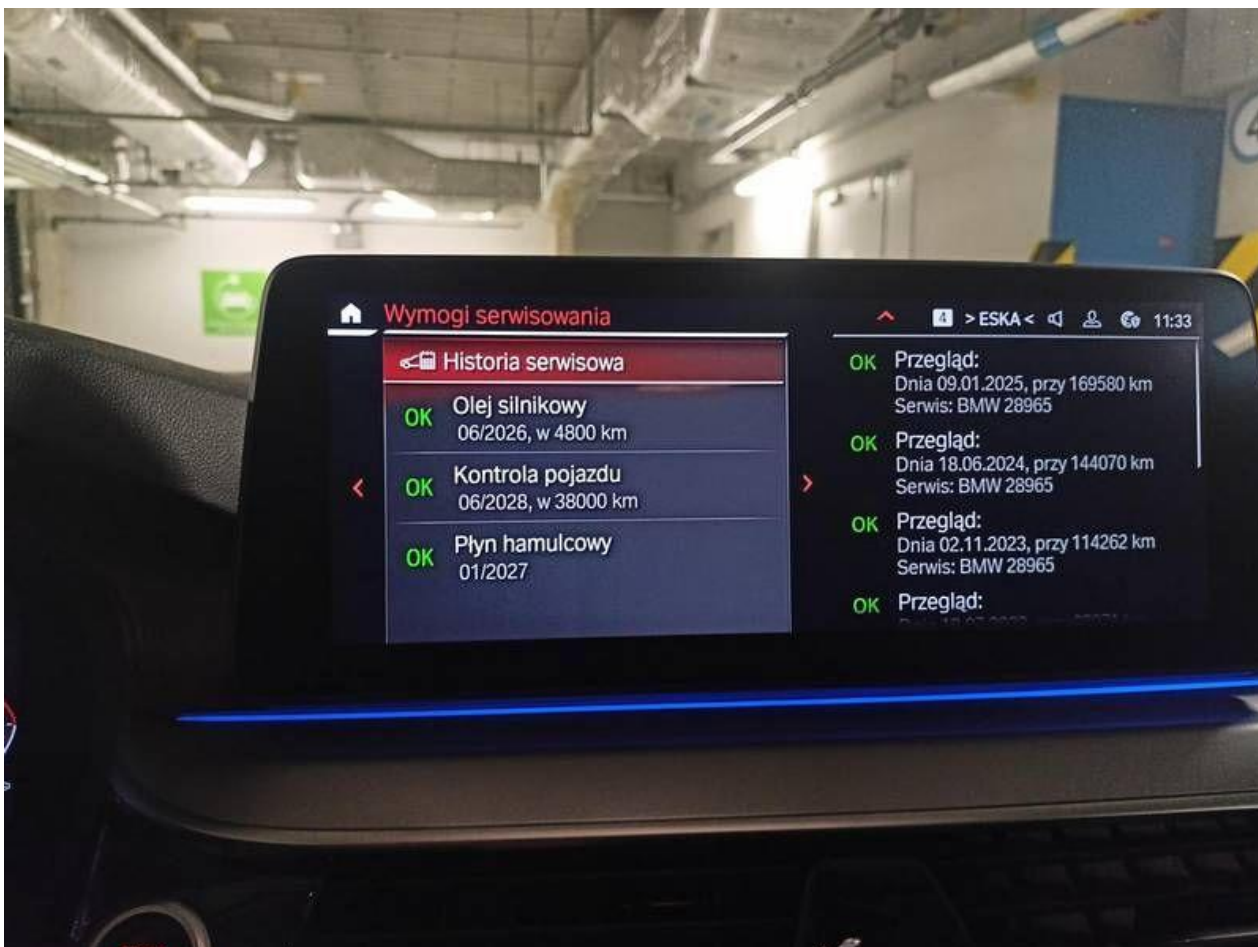 Wymogi serwisowania
4 >ESKA< 11:33
Historia serwisowa
OK Olej silnikowy
06/2026, w 4800 km
OK Kontrola pojazdu
06/2028, w 38000 km
OK Płyn hamulcowy
01/2027
OK Przegląd:
Dnia 09.01.2025, przy 169580 km
Serwis: BMW 28965
OK Przegląd:
Dnia 18.06.2024, przy 144070 km
Serwis: BMW 28965
OK Przegląd:
Dnia 02.11.2023, przy 114262 km
Serwis: BMW 28965
OK Przegląd: